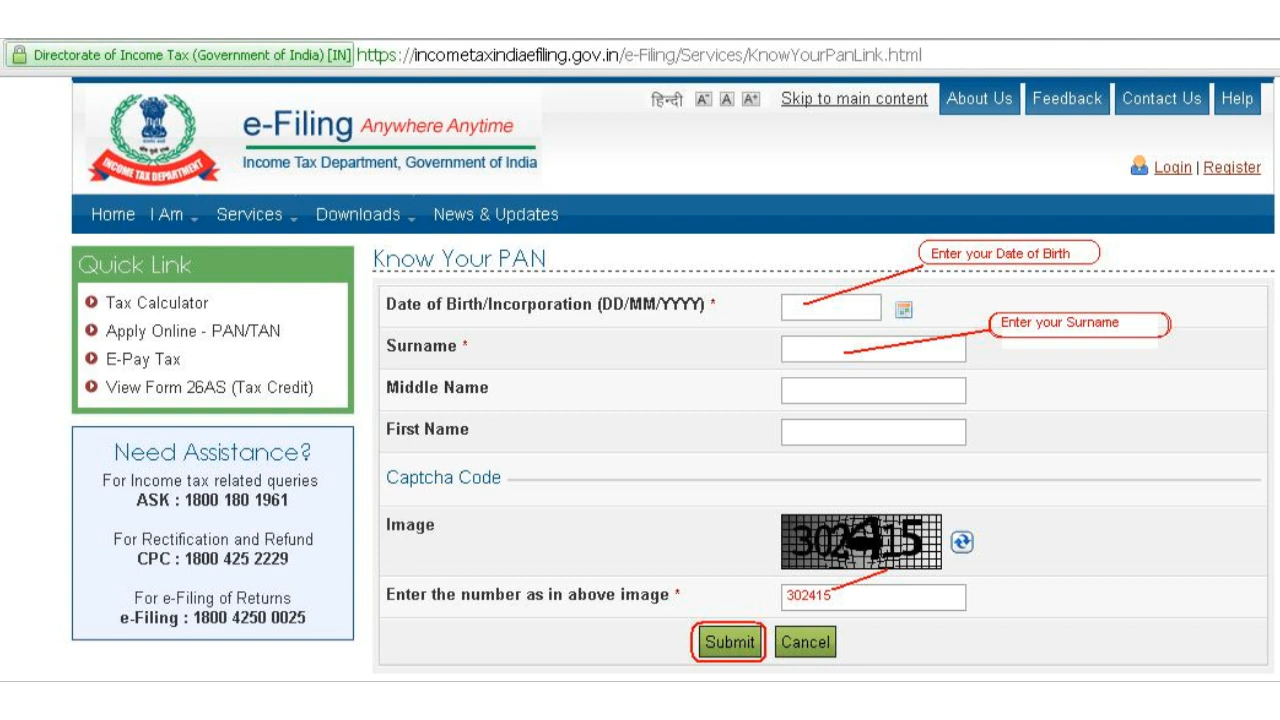 Directorate of Income Tax (Government of India) [IN] https://incometaxindiaefiling.gov.in/e-Filing/Services/KnowYourPanLink.html
हिन्दी A- A A+ Skip to main content About Us Feedback Contact Us Help
e-Filing Anywhere Anytime
Income Tax Department, Government of India
INCOME TAX DEPARTMENT
Login | Register
Home I Am Services Downloads News & Updates
Quick Link
Tax Calculator
Apply Online - PAN/TAN
E-Pay Tax
View Form 26AS (Tax Credit)
Need Assistance?
For Income tax related queries
ASK : 1800 180 1961
For Rectification and Refund
CPC : 1800 425 2229
For e-Filing of Returns
e-Filing : 1800 4250 0025
Know Your PAN
Enter your Date of Birth
Date of Birth/Incorporation (DD/MM/YYYY) *
Enter your Surname
Surname *
Middle Name
First Name
Captcha Code
Image
302415
Enter the number as in above image *
302415
Submit Cancel